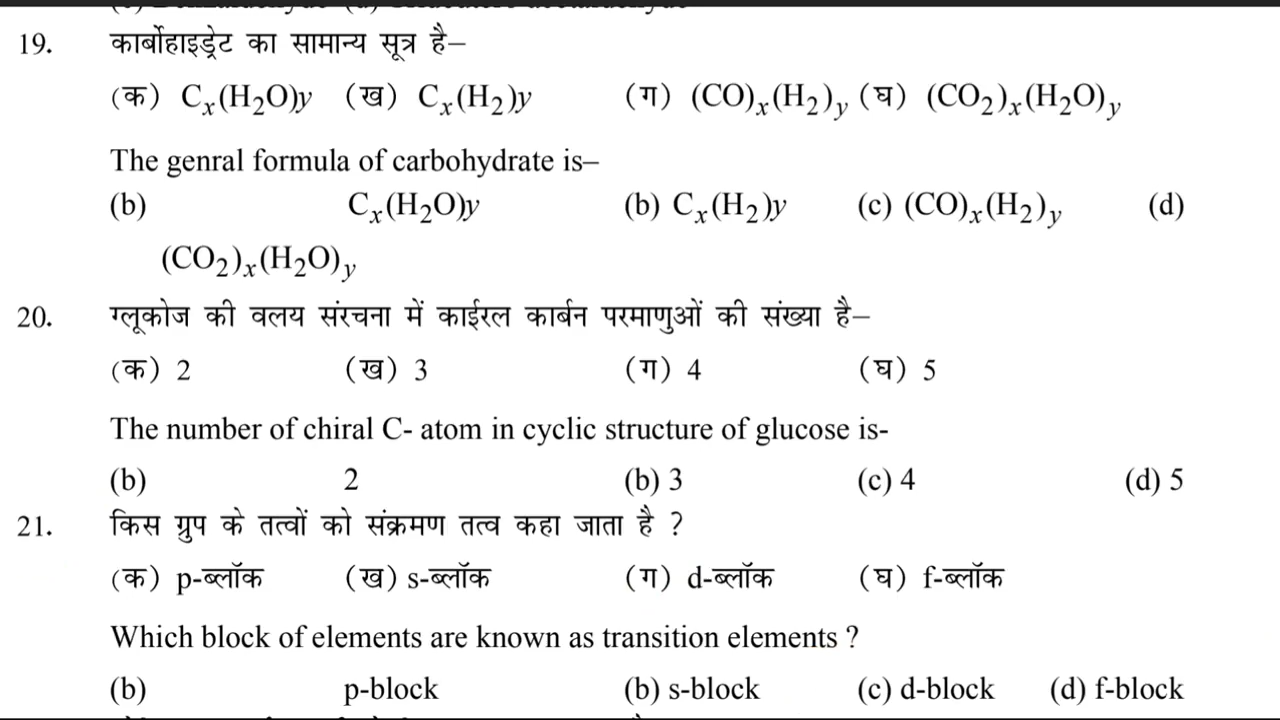 19. कार्बोहाइड्रेट का सामान्य सूत्र है–
(क) Cₓ(H₂O)y (ख) Cₓ(H₂)y (ग) (CO)ₓ(H₂)ᵧ (घ) (CO₂)ₓ(H₂O)ᵧ
The genral formula of carbohydrate is–
(b) Cₓ(H₂O)y (b) Cₓ(H₂)y (c) (CO)ₓ(H₂)ᵧ (d)
(CO₂)ₓ(H₂O)ᵧ
20. ग्लूकोज की वलय संरचना में काईरल कार्बन परमाणुओं की संख्या है–
(क) 2 (ख) 3 (ग) 4 (घ) 5
The number of chiral C- atom in cyclic structure of glucose is-
(b) 2 (b) 3 (c) 4 (d) 5
21. किस ग्रुप के तत्वों को संक्रमण तत्व कहा जाता है ?
(क) p-ब्लॉक (ख) s-ब्लॉक (ग) d-ब्लॉक (घ) f-ब्लॉक
Which block of elements are known as transition elements ?
(b) p-block (b) s-block (c) d-block (d) f-block